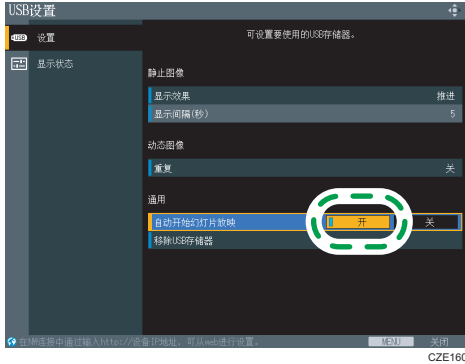 USB设置
USB 设置
可设置要使用的USB存储器。
显示状态
静止图像
显示效果 推进
显示间隔(秒) 5
动态图像
重复 关
通用
自动开始幻灯片放映 开 关
移除USB存储器
在NW连接中通过输入http://设备IP地址，可从web进行设置。 MENU 关闭
CZE160